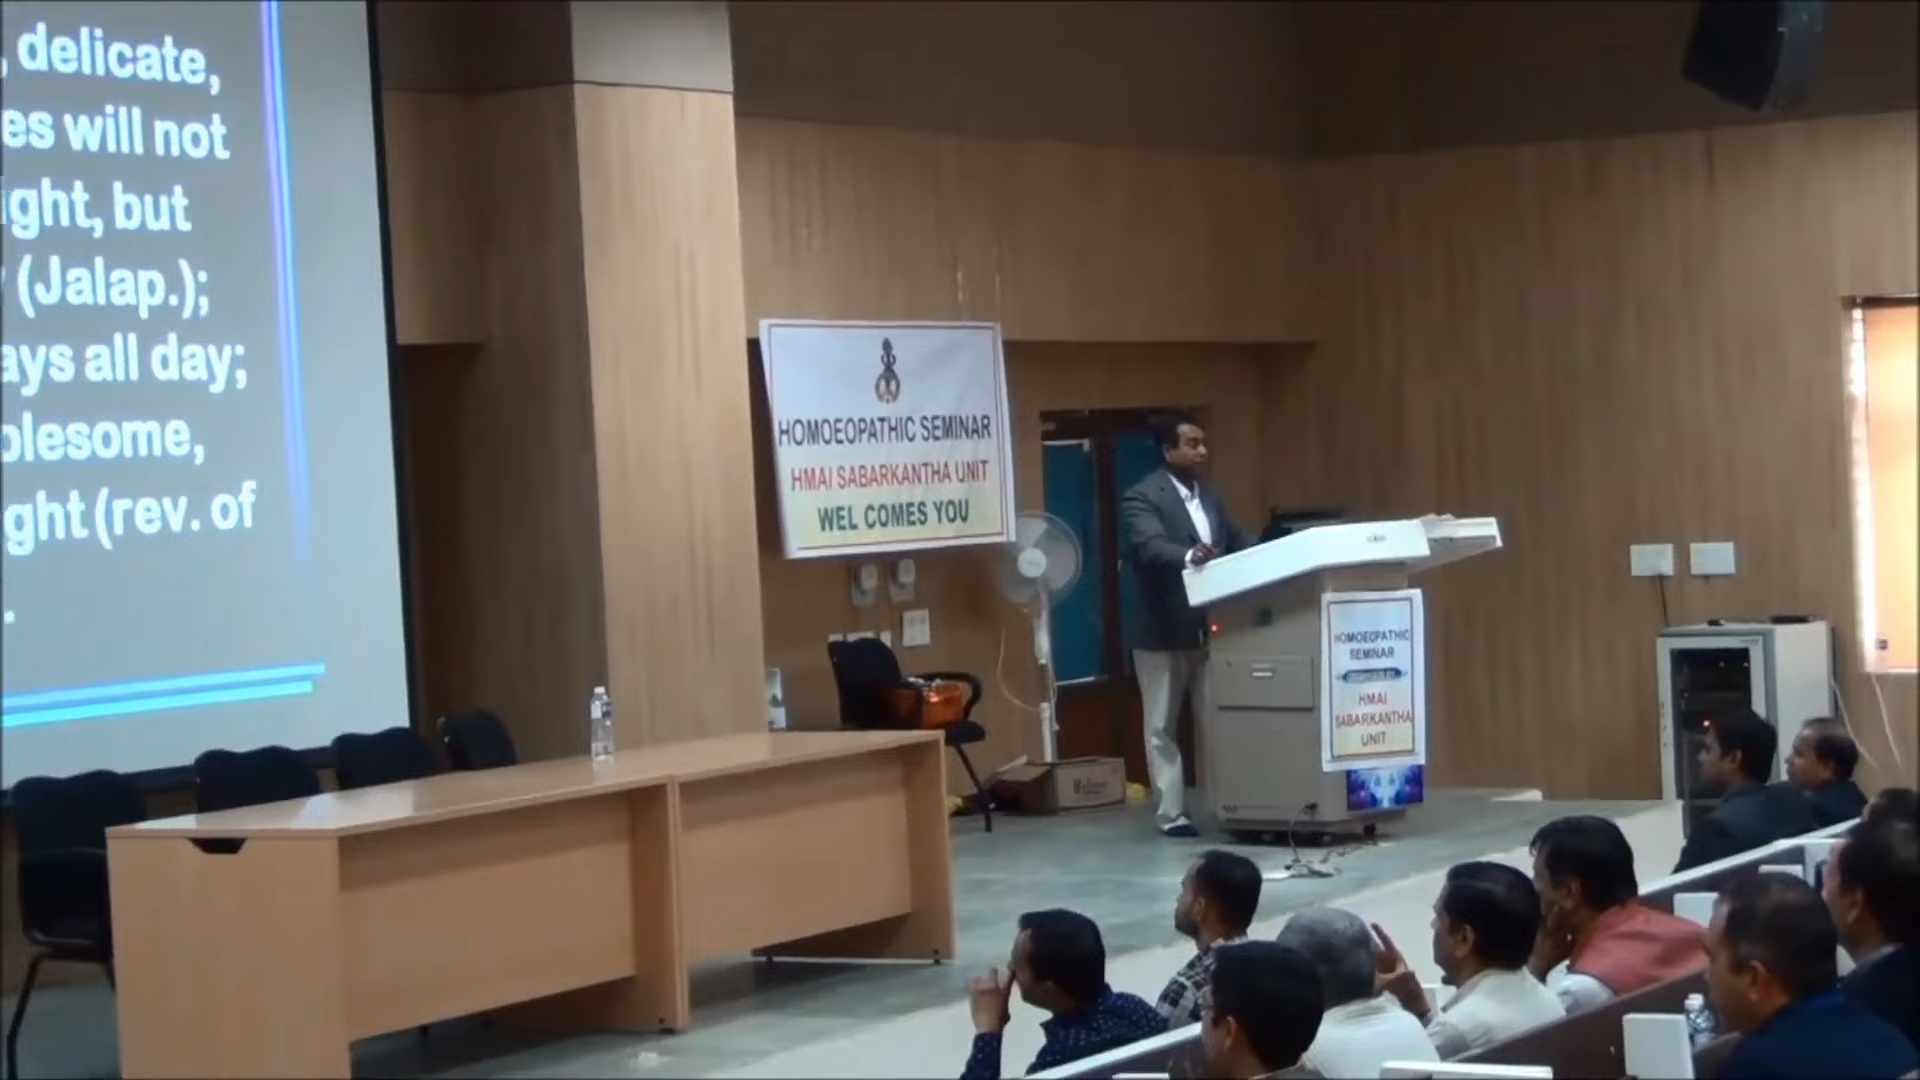 , delicate,
es will not
ight, but
(Jalap.);
ays all day;
olesome,
ght (rev. of
.
HOMOEOPATHIC SEMINAR
HMAI SABARKANTHA UNIT
WEL COMES YOU
HOMOEOPATHIC
SEMINAR
HMAI
SABARKANTHA
UNIT